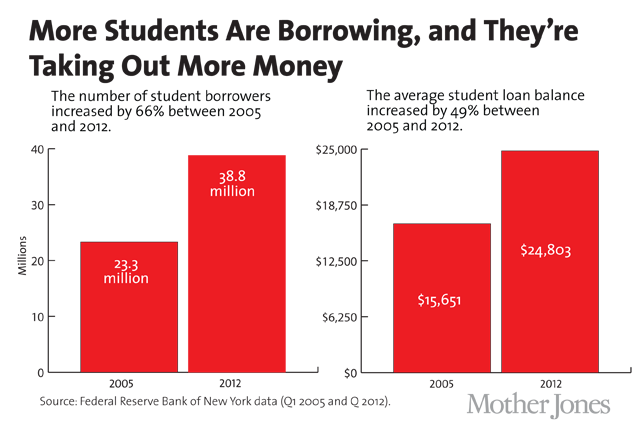 More Students Are Borrowing, and They're
Taking Out More Money
The number of student borrowers
increased by 66% between 2005
and 2012.
40
30
20
10
0
Millions
23.3
million
38.8
million
2005
2012
The average student loan balance
increased by 49% between
2005 and 2012.
$25,000
$18,750
$12,500
$6,250
$0
$15,651
$24,803
2005
2012
Source: Federal Reserve Bank of New York data (Q1 2005 and Q 2012).
Mother Jones